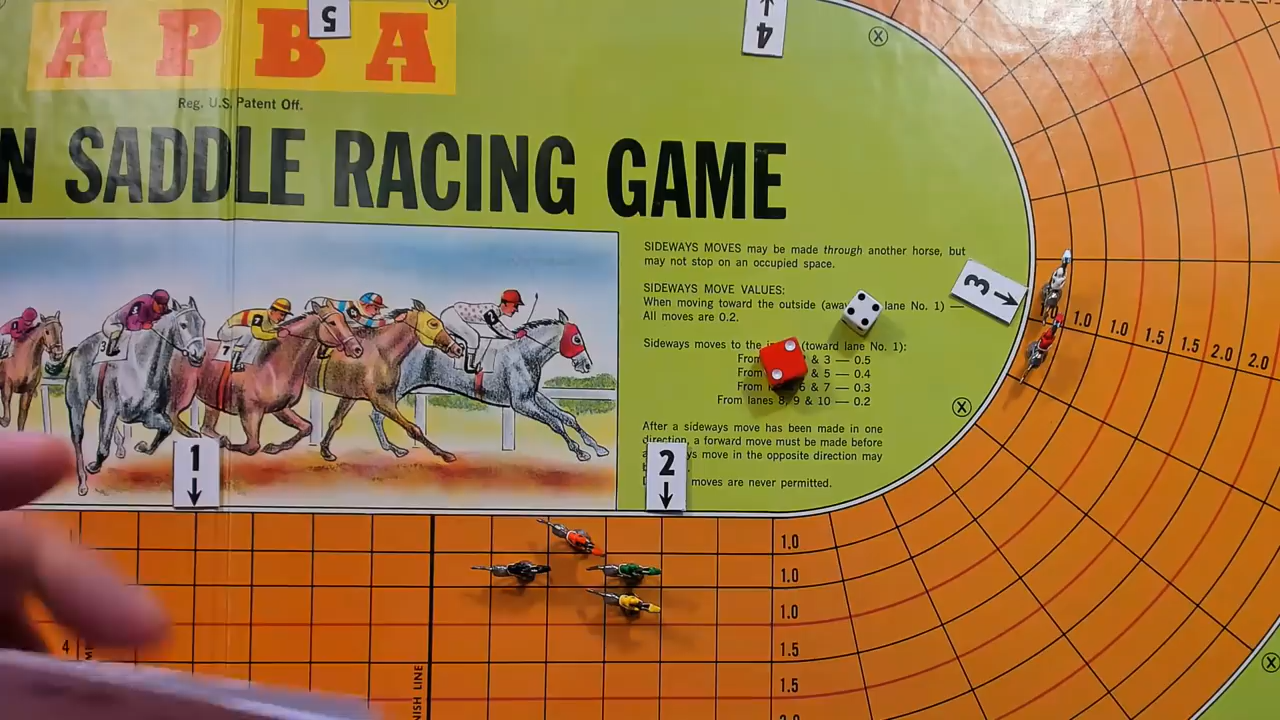 5
4
APBA
Reg. U.S. Patent Off.
N SADDLE RACING GAME
SIDEWAYS MOVES may be made through another horse, but
may not stop on an occupied space.
SIDEWAYS MOVE VALUES:
When moving toward the outside (away lane No. 1) —
All moves are 0.2.
Sideways moves to the (toward lane No. 1):
From & 3 — 0.5
From & 5 — 0.4
From 6 & 7 — 0.3
From lanes 8, 9 & 10 — 0.2
After a sideways move has been made in one
direction, a forward move must be made before
move in the opposite direction may
moves are never permitted.
3
1
2
1.0 1.0 1.5 1.5 2.0 2.0
1.0
1.0
1.0
1.5
1.5
2.0
4
NISH LINE
X
X
X
3
7
2